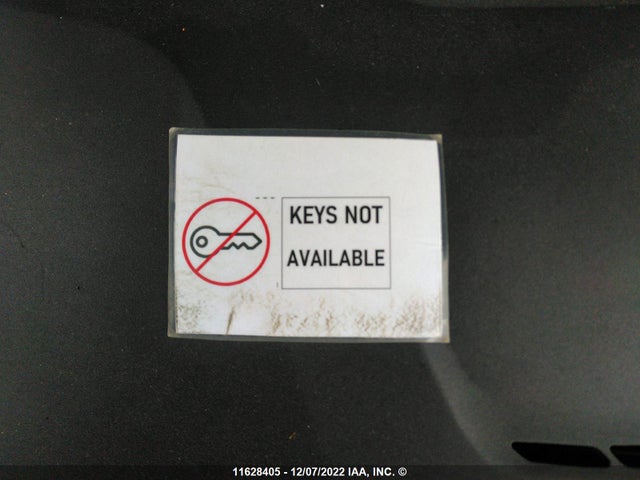 KEYS NOT
AVAILABLE
11628405 - 12/07/2022 IAA, INC. ©